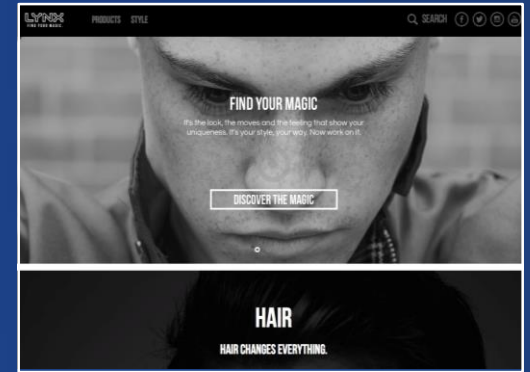 LYNX
FIND YOUR MAGIC.
PRODUCTS STYLE
SEARCH
FIND YOUR MAGIC
It's the look, the moves and the feeling that show your
uniqueness. It's your style, your way. Now work on it.
DISCOVER THE MAGIC
HAIR
HAIR CHANGES EVERYTHING.